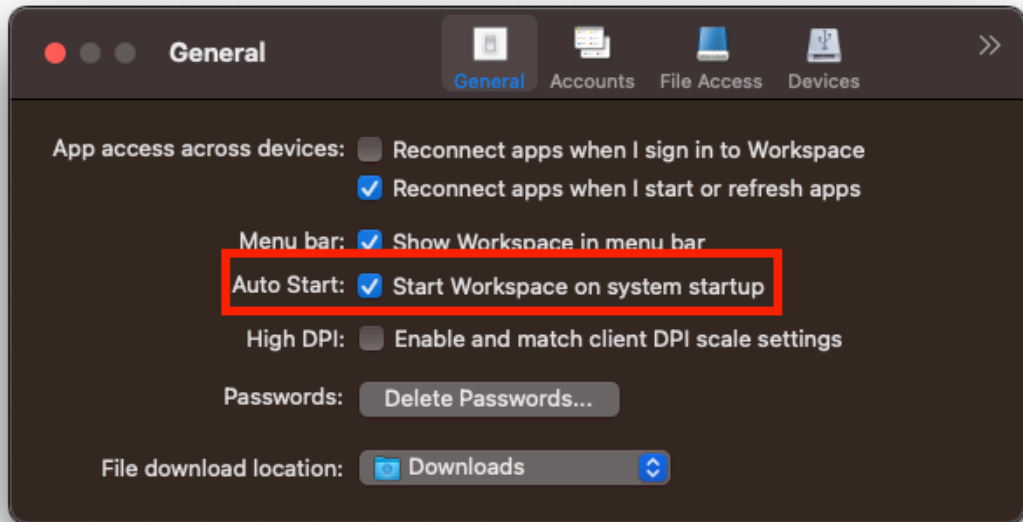 General
General Accounts File Access Devices
App access across devices: Reconnect apps when I sign in to Workspace
Reconnect apps when I start or refresh apps
Menu bar: Show Workspace in menu bar
Auto Start: Start Workspace on system startup
High DPI: Enable and match client DPI scale settings
Passwords: Delete Passwords...
File download location: Downloads